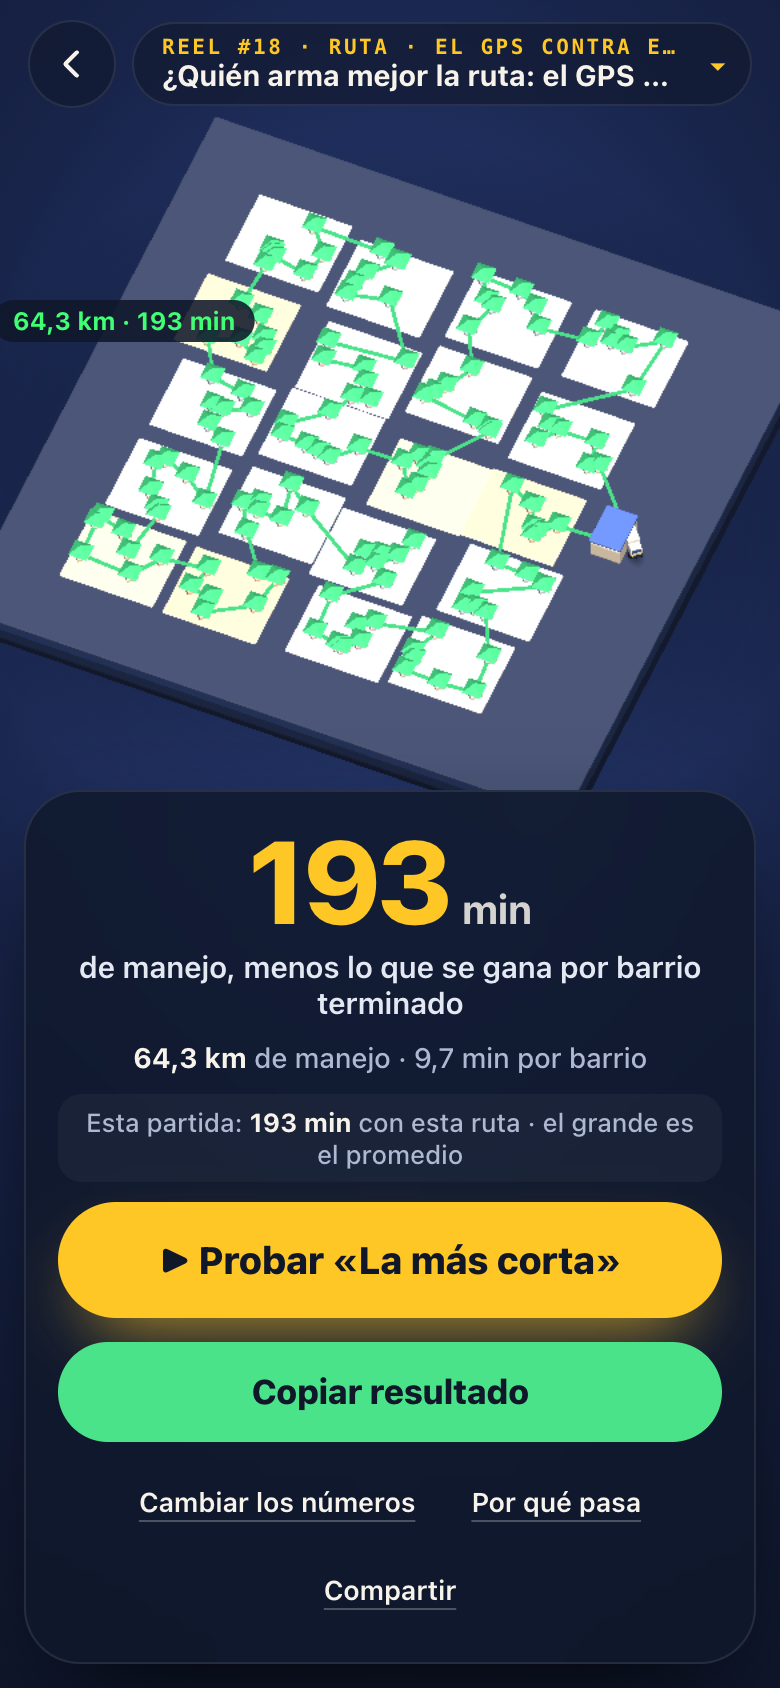 REEL #18 · RUTA · EL GPS CONTRA E…
¿Quién arma mejor la ruta: el GPS ...
64,3 km · 193 min
193 min
de manejo, menos lo que se gana por barrio
terminado
64,3 km de manejo · 9,7 min por barrio
Esta partida: 193 min con esta ruta · el grande es
el promedio
Probar «La más corta»
Copiar resultado
Cambiar los números
Por qué pasa
Compartir